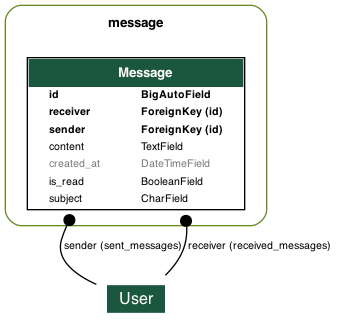 message
Message
id BigAutoField
receiver ForeignKey (id)
sender ForeignKey (id)
content TextField
created_at DateTimeField
is_read BooleanField
subject CharField
sender (sent_messages) receiver (received_messages)
User